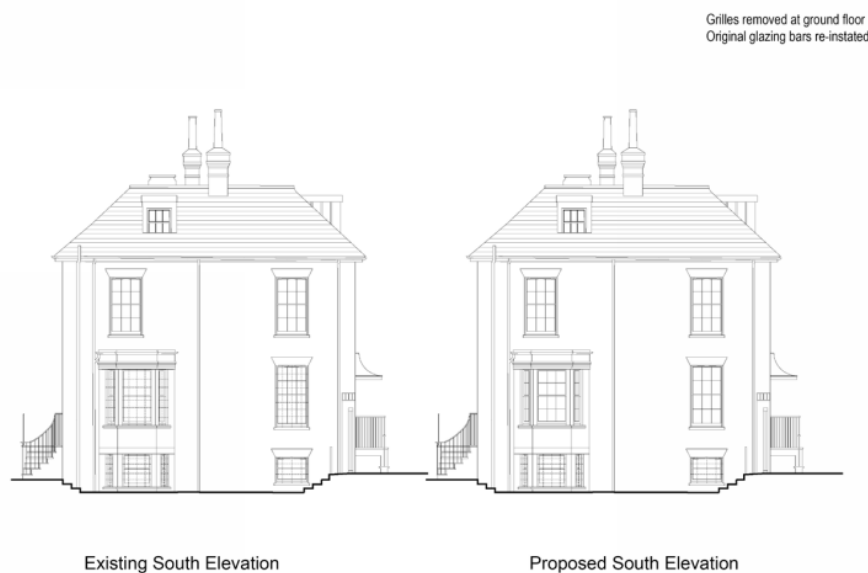 Grilles removed at ground floor
Original glazing bars re-instated
Existing South Elevation
Proposed South Elevation